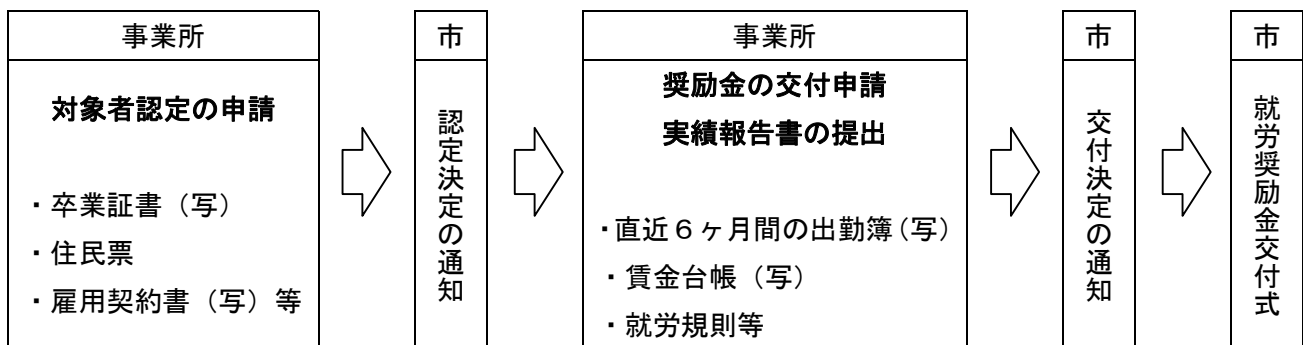 事業所
対象者認定の申請
・卒業証書（写）
・住民票
・雇用契約書（写）等
市
認定決定の通知
事業所
奨励金の交付申請
実績報告書の提出
・直近６ヶ月間の出勤簿（写）
・賃金台帳（写）
・就労規則等
市
交付決定の通知
市
就労奨励金交付式